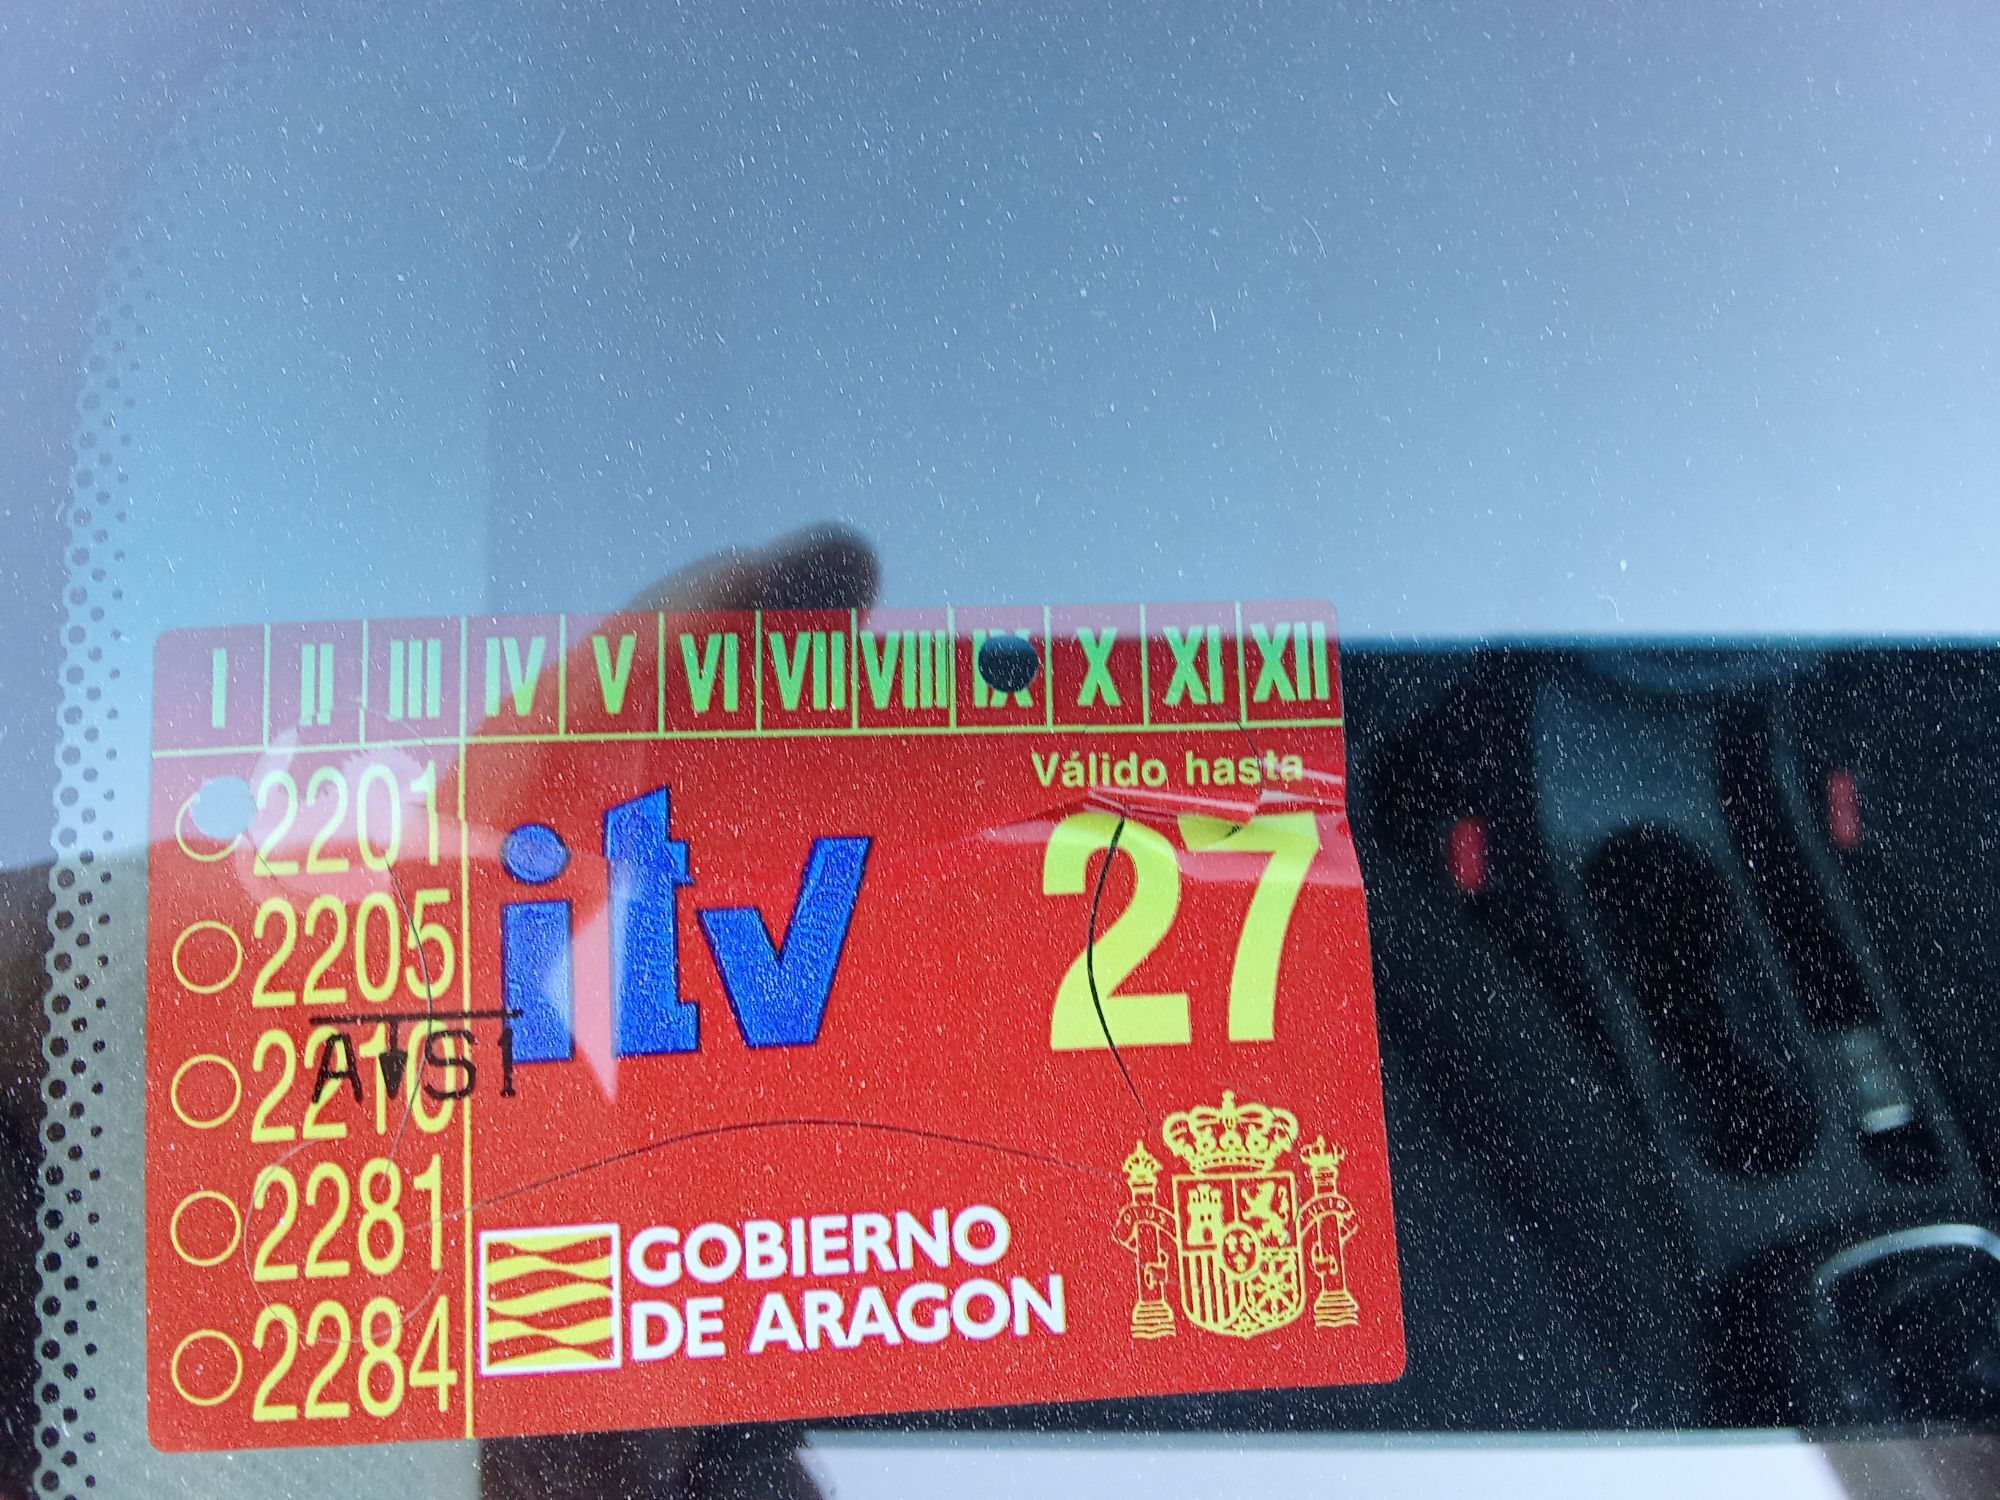 I II III IV V VI VII VIII IX X XI XII
Válido hasta
2201
2205
2210
2281
2284
itv
27
GOBIERNO
DE ARAGON